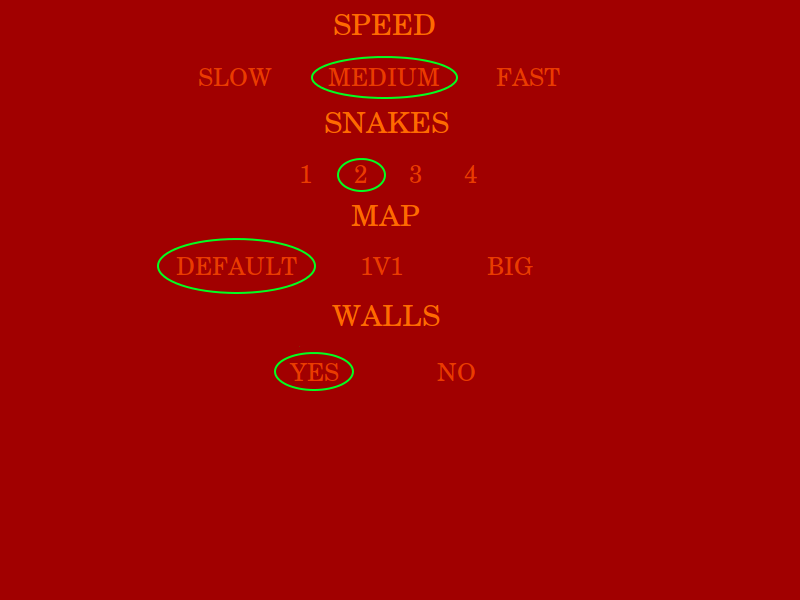 SPEED
SLOW MEDIUM FAST
SNAKES
1 2 3 4
MAP
DEFAULT 1V1 BIG
WALLS
YES NO